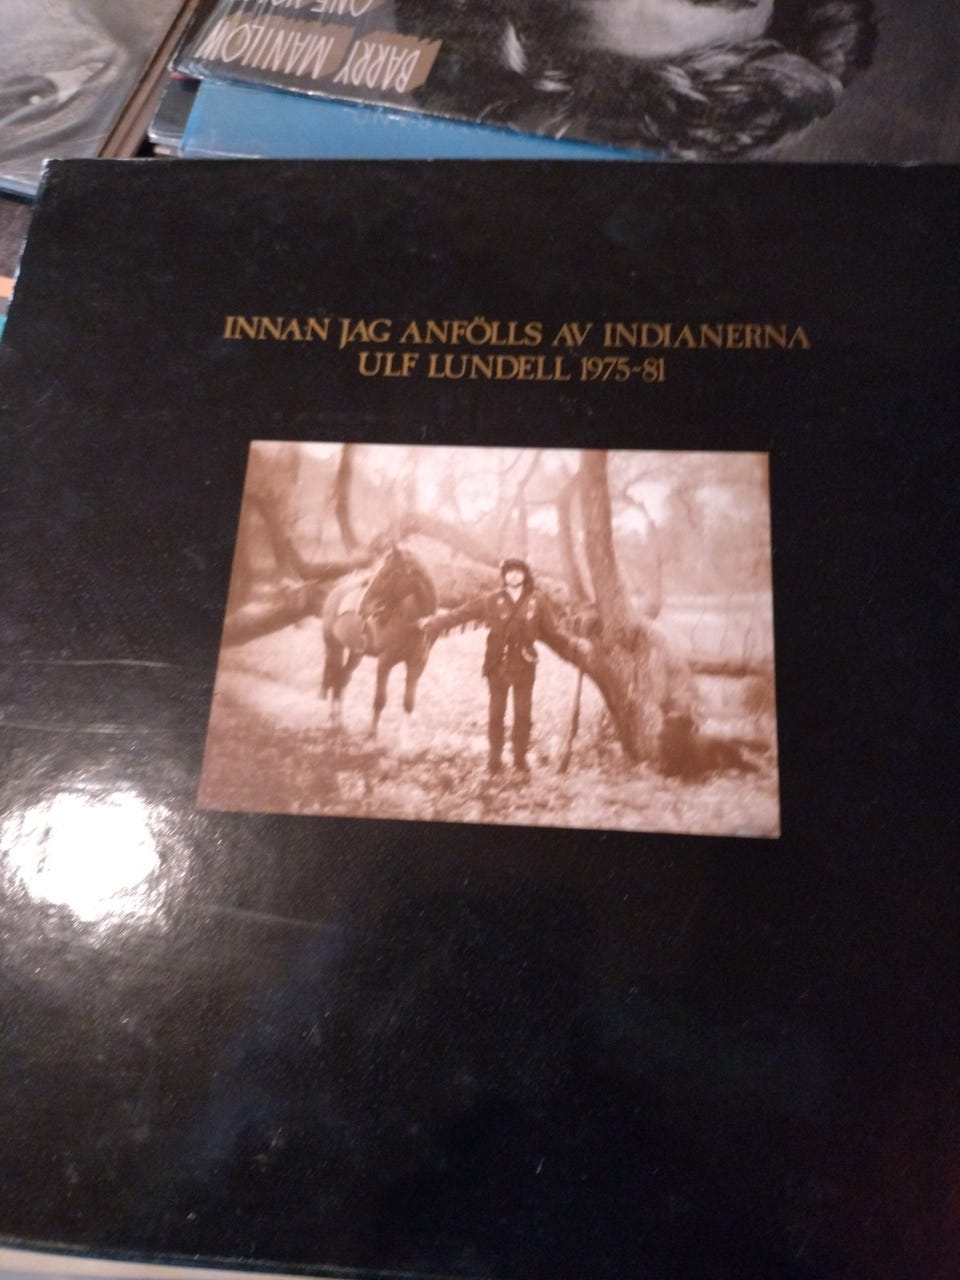 BARRY MANILOW
INNAN JAG ANFÖLLS AV INDIANERNA
ULF LUNDELL 1975-81